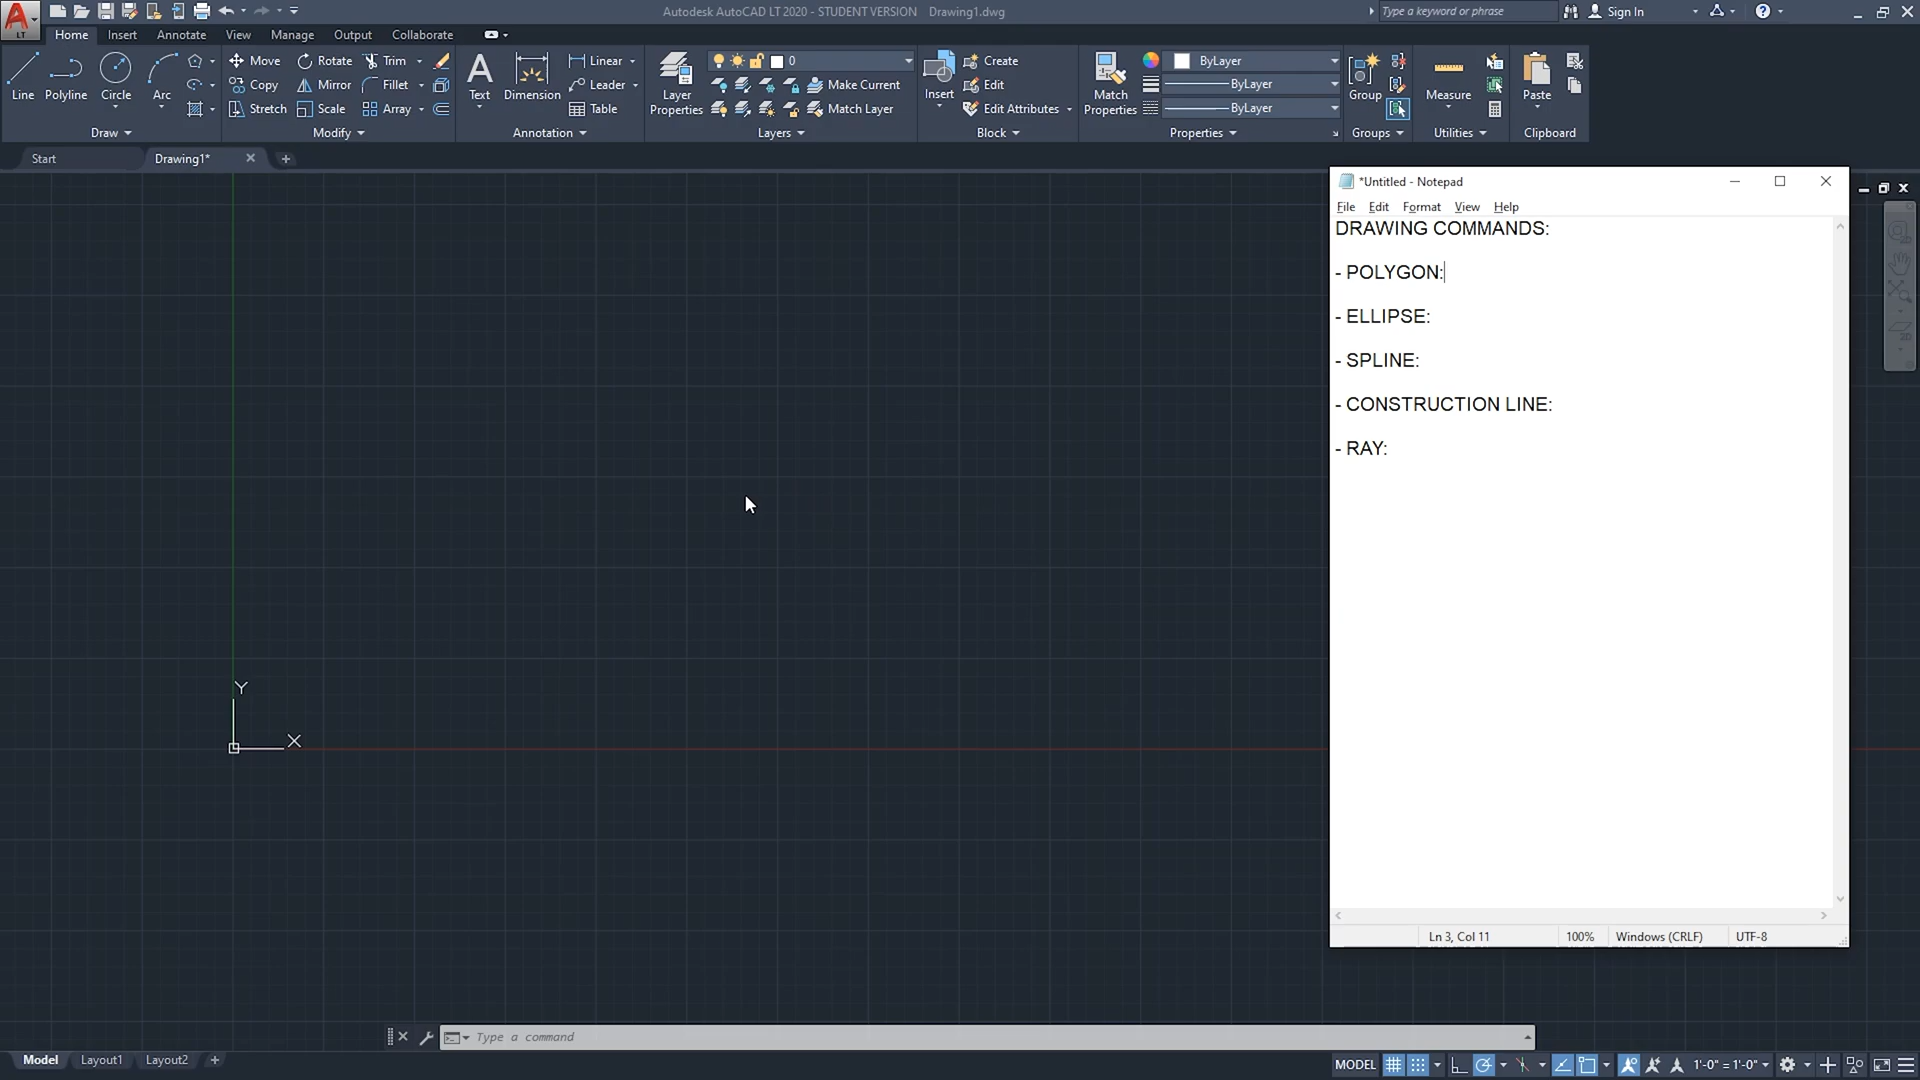 LT
Autodesk AutoCAD LT 2020 - STUDENT VERSION Drawing1.dwg
Type a keyword or phrase
Sign In
Home Insert Annotate View Manage Output Collaborate
Line Polyline Circle Arc
Move Rotate Trim
Copy Mirror Fillet
Stretch Scale Array
Text Dimension
Linear
Leader
Table
Layer Properties
0
Make Current
Match Layer
Insert
Create
Edit
Edit Attributes
Match Properties
ByLayer
ByLayer
ByLayer
Group Measure Paste
Draw Modify Annotation Layers Block Properties Groups Utilities Clipboard
Start Drawing1*
*Untitled - Notepad
File Edit Format View Help
DRAWING COMMANDS:
- POLYGON:
- ELLIPSE:
- SPLINE:
- CONSTRUCTION LINE:
- RAY:
Y
X
Ln 3, Col 11 100% Windows (CRLF) UTF-8
Type a command
Model Layout1 Layout2
MODEL 1'-0" = 1'-0"